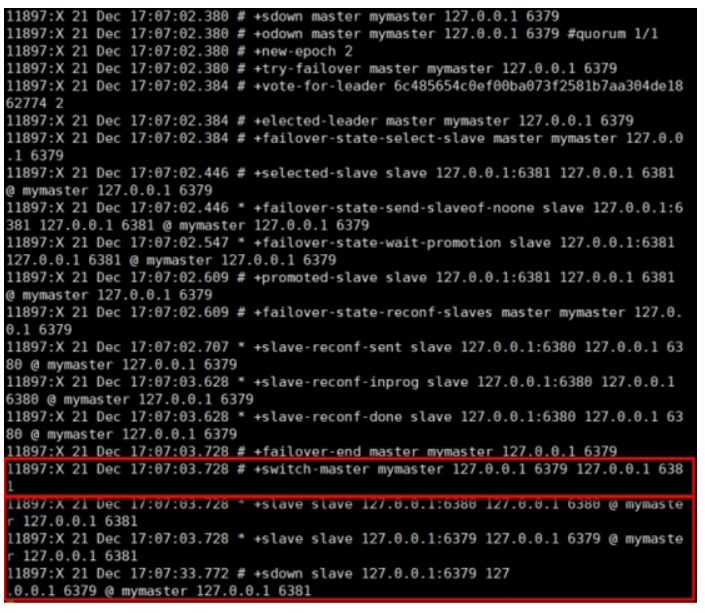 11897:X 21 Dec 17:07:02.380 # +sdown master mymaster 127.0.0.1 6379
11897:X 21 Dec 17:07:02.380 # +odown master mymaster 127.0.0.1 6379 #quorum 1/1
11897:X 21 Dec 17:07:02.380 # +new-epoch 2
11897:X 21 Dec 17:07:02.380 # +try-failover master mymaster 127.0.0.1 6379
11897:X 21 Dec 17:07:02.384 # +vote-for-leader 6c485654c0ef00ba073f2581b7aa304de18
62774 2
11897:X 21 Dec 17:07:02.384 # +elected-leader master mymaster 127.0.0.1 6379
11897:X 21 Dec 17:07:02.384 # +failover-state-select-slave master mymaster 127.0.0
.1 6379
11897:X 21 Dec 17:07:02.446 # +selected-slave slave 127.0.0.1:6381 127.0.0.1 6381
@ mymaster 127.0.0.1 6379
11897:X 21 Dec 17:07:02.446 * +failover-state-send-slaveof-noone slave 127.0.0.1:6
381 127.0.0.1 6381 @ mymaster 127.0.0.1 6379
11897:X 21 Dec 17:07:02.547 * +failover-state-wait-promotion slave 127.0.0.1:6381
127.0.0.1 6381 @ mymaster 127.0.0.1 6379
11897:X 21 Dec 17:07:02.609 # +promoted-slave slave 127.0.0.1:6381 127.0.0.1 6381
@ mymaster 127.0.0.1 6379
11897:X 21 Dec 17:07:02.609 # +failover-state-reconf-slaves master mymaster 127.0.
0.1 6379
11897:X 21 Dec 17:07:02.707 * +slave-reconf-sent slave 127.0.0.1:6380 127.0.0.1 63
80 @ mymaster 127.0.0.1 6379
11897:X 21 Dec 17:07:03.628 * +slave-reconf-inprog slave 127.0.0.1:6380 127.0.0.1
6380 @ mymaster 127.0.0.1 6379
11897:X 21 Dec 17:07:03.628 * +slave-reconf-done slave 127.0.0.1:6380 127.0.0.1 63
80 @ mymaster 127.0.0.1 6379
11897:X 21 Dec 17:07:03.728 # +failover-end master mymaster 127.0.0.1 6379
11897:X 21 Dec 17:07:03.728 # +switch-master mymaster 127.0.0.1 6379 127.0.0.1 638
1
11897:X 21 Dec 17:07:03.728 * +slave slave 127.0.0.1:6380 127.0.0.1 6380 @ mymaste
r 127.0.0.1 6381
11897:X 21 Dec 17:07:03.728 * +slave slave 127.0.0.1:6379 127.0.0.1 6379 @ mymaste
r 127.0.0.1 6381
11897:X 21 Dec 17:07:33.772 # +sdown slave 127.0.0.1:6379 127
.0.0.1 6379 @ mymaster 127.0.0.1 6381